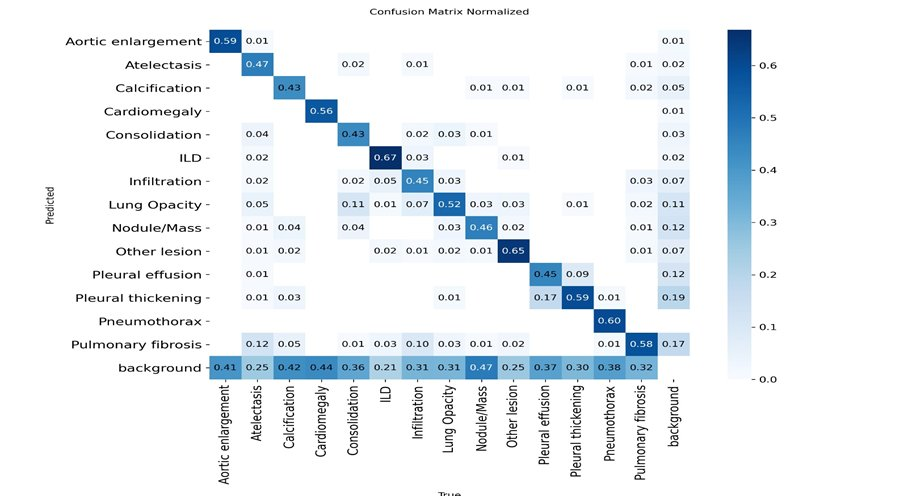 Confusion Matrix Normalized
Aortic enlargement 0.59 0.01 0.01
Atelectasis 0.47 0.02 0.01 0.01 0.02
Calcification 0.43 0.01 0.01 0.01 0.02 0.05
Cardiomegaly 0.56 0.01
Consolidation 0.04 0.43 0.02 0.03 0.01 0.03
ILD 0.02 0.67 0.03 0.01 0.02
Infiltration 0.02 0.02 0.05 0.45 0.03 0.03 0.07
Lung Opacity 0.05 0.11 0.01 0.07 0.52 0.03 0.03 0.01 0.02 0.11
Nodule/Mass 0.01 0.04 0.04 0.03 0.46 0.02 0.01 0.12
Other lesion 0.01 0.02 0.02 0.01 0.02 0.01 0.65 0.01 0.07
Pleural effusion 0.01 0.45 0.09 0.12
Pleural thickening 0.01 0.03 0.01 0.17 0.59 0.01 0.19
Pneumothorax 0.60
Pulmonary fibrosis 0.12 0.05 0.01 0.03 0.10 0.03 0.01 0.02 0.01 0.58 0.17
background 0.41 0.25 0.42 0.44 0.36 0.21 0.31 0.31 0.47 0.25 0.37 0.30 0.38 0.32
Predicted
Aortic enlargement
Atelectasis
Calcification
Cardiomegaly
Consolidation
ILD
Infiltration
Lung Opacity
Nodule/Mass
Other lesion
Pleural effusion
Pleural thickening
Pneumothorax
Pulmonary fibrosis
background
True
0.6
0.5
0.4
0.3
0.2
0.1
0.0